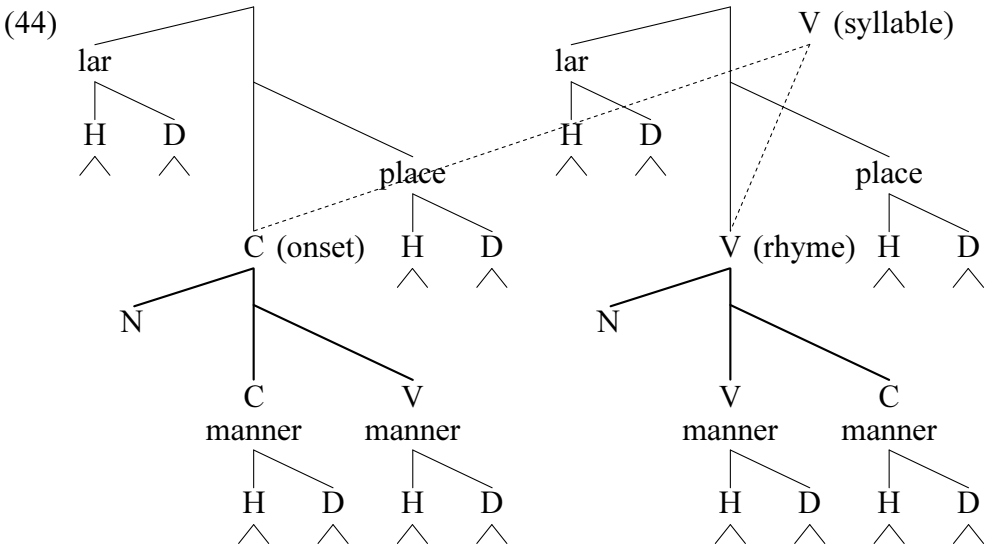 (44) V (syllable)
lar lar
H D H D
place place
C (onset) H D V (rhyme) H D
N N
C V V C
manner manner manner manner
H D H D H D H D